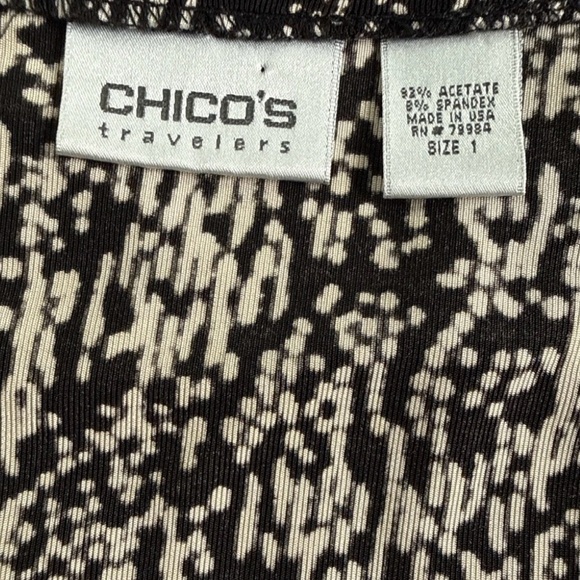 CHICO'S
travelers
92% ACETATE
8% SPANDEX
MADE IN USA
RN# 79984
SIZE 1